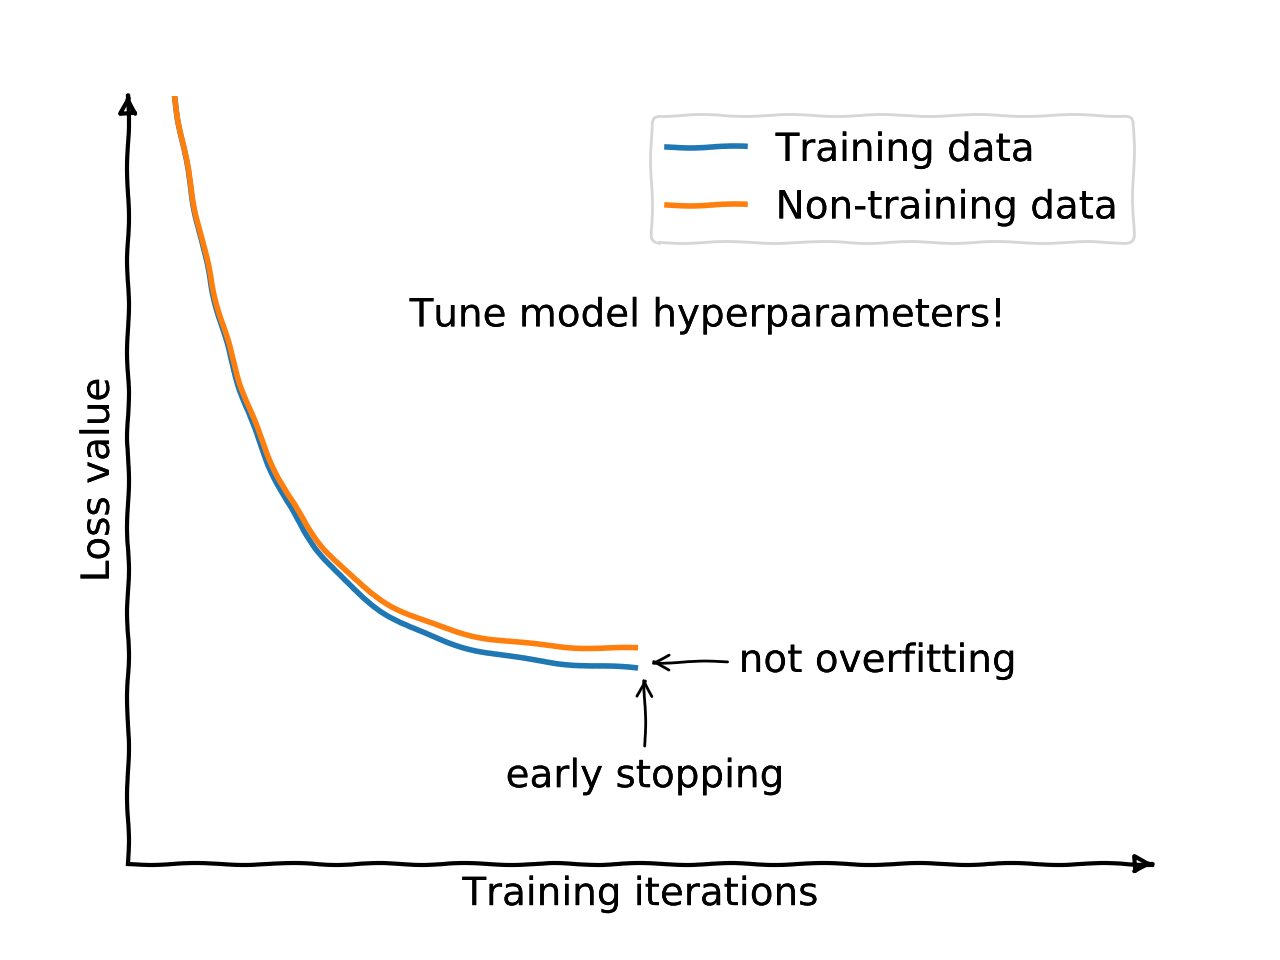 Training data
Non-training data
Tune model hyperparameters!
Loss value
not overfitting
early stopping
Training iterations